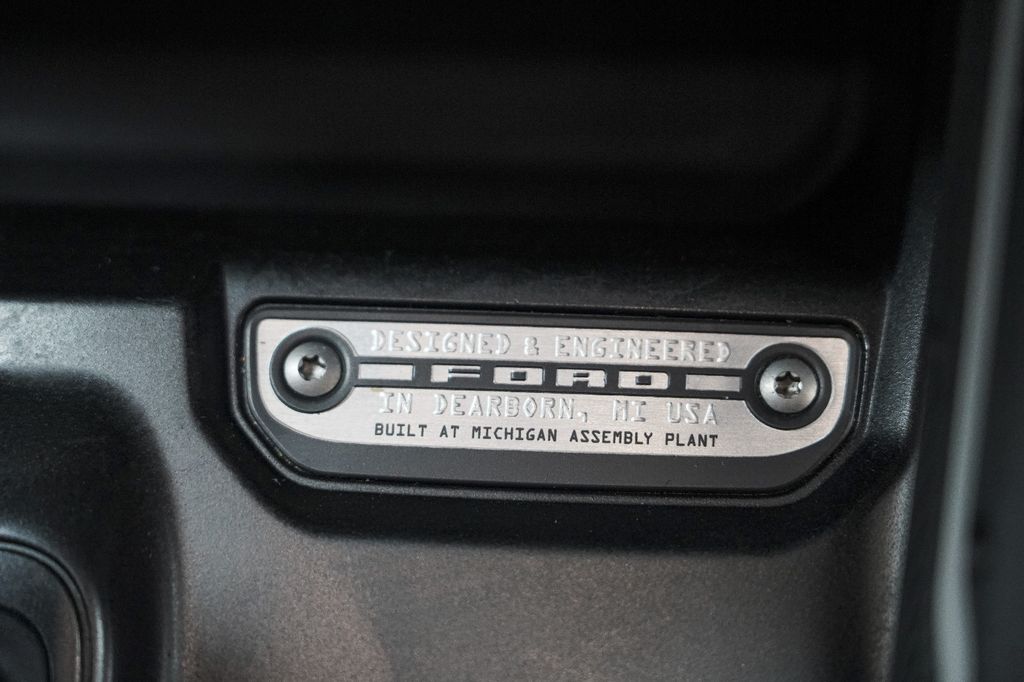 DESIGNED & ENGINEERED
FORD
IN DEARBORN, MI USA
BUILT AT MICHIGAN ASSEMBLY PLANT